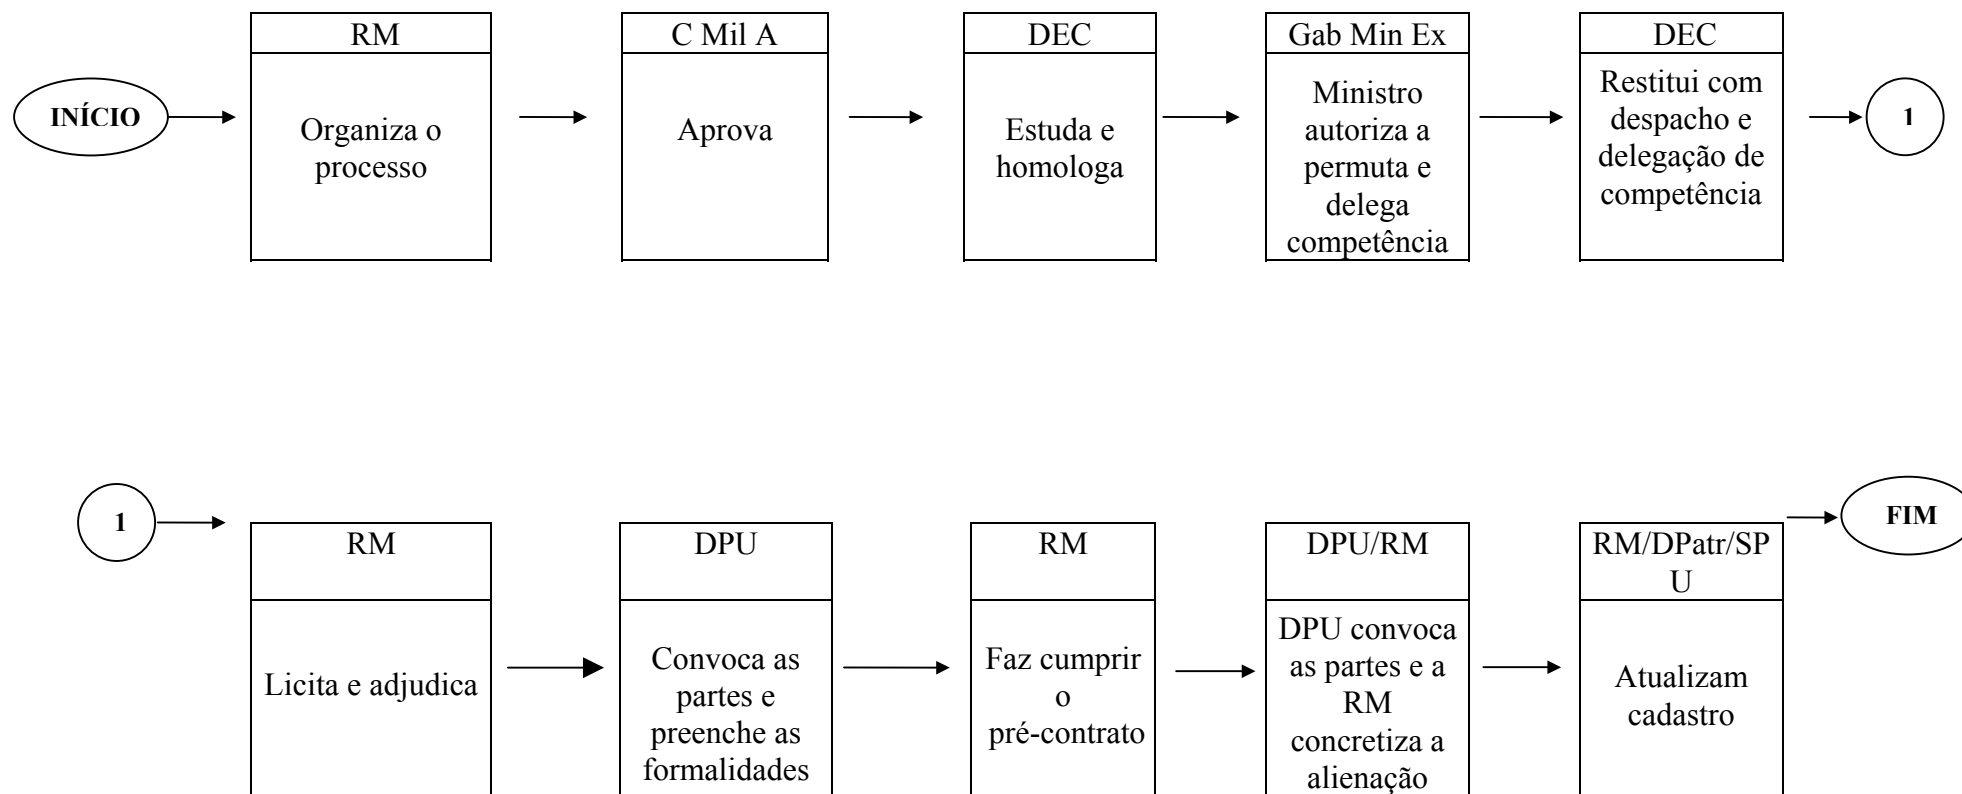 INÍCIO
RM
Organiza o
processo
C Mil A
Aprova
DEC
Estuda e
homologa
Gab Min Ex
Ministro
autoriza a
permuta e
delega
competência
DEC
Restitui com
despacho e
delegação de
competência
1
1
RM
Licita e adjudica
DPU
Convoca as
partes e
preenche as
formalidades
RM
Faz cumprir
o
pré-contrato
DPU/RM
DPU convoca
as partes e a
RM
concretiza a
alienação
RM/DPatr/SP
U
Atualizam
cadastro
FIM